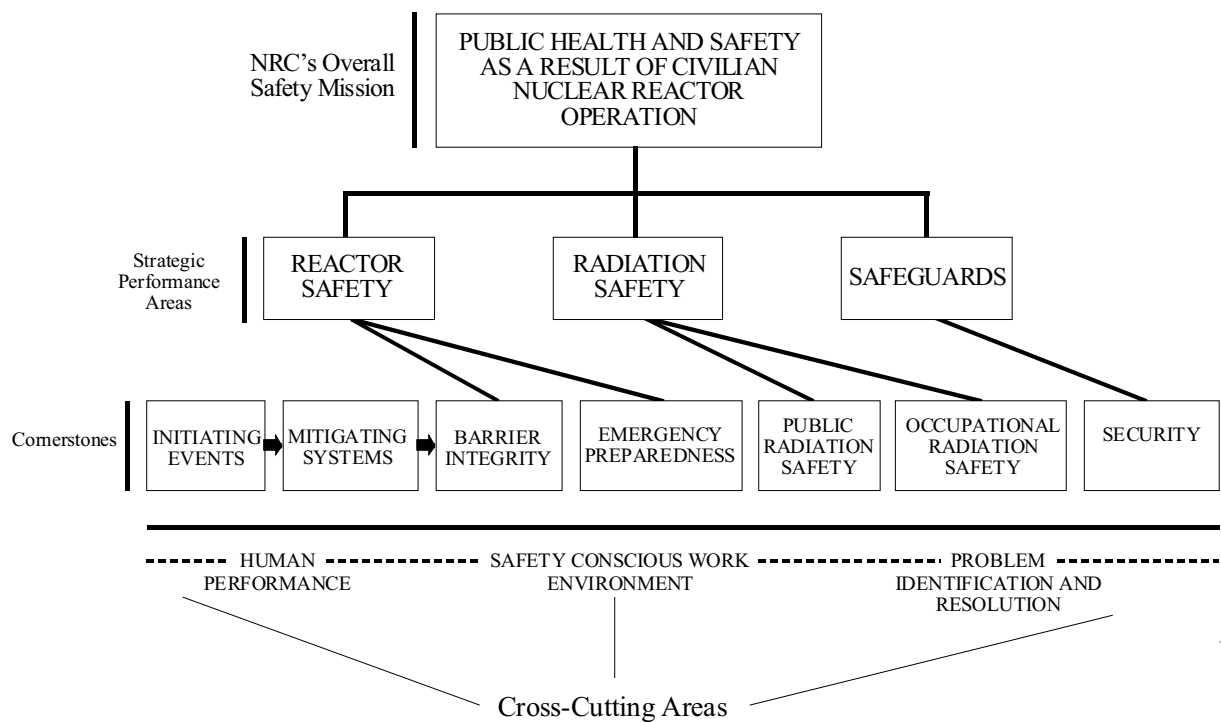 NRC's Overall
Safety Mission
PUBLIC HEALTH AND SAFETY
AS A RESULT OF CIVILIAN
NUCLEAR REACTOR
OPERATION
Strategic
Performance
Areas
REACTOR
SAFETY
RADIATION
SAFETY
SAFEGUARDS
Cornerstones
INITIATING
EVENTS
MITIGATING
SYSTEMS
BARRIER
INTEGRITY
EMERGENCY
PREPAREDNESS
PUBLIC
RADIATION
SAFETY
OCCUPATIONAL
RADIATION
SAFETY
SECURITY
HUMAN
PERFORMANCE
SAFETY CONSCIOUS WORK
ENVIRONMENT
PROBLEM
IDENTIFICATION AND
RESOLUTION
Cross-Cutting Areas